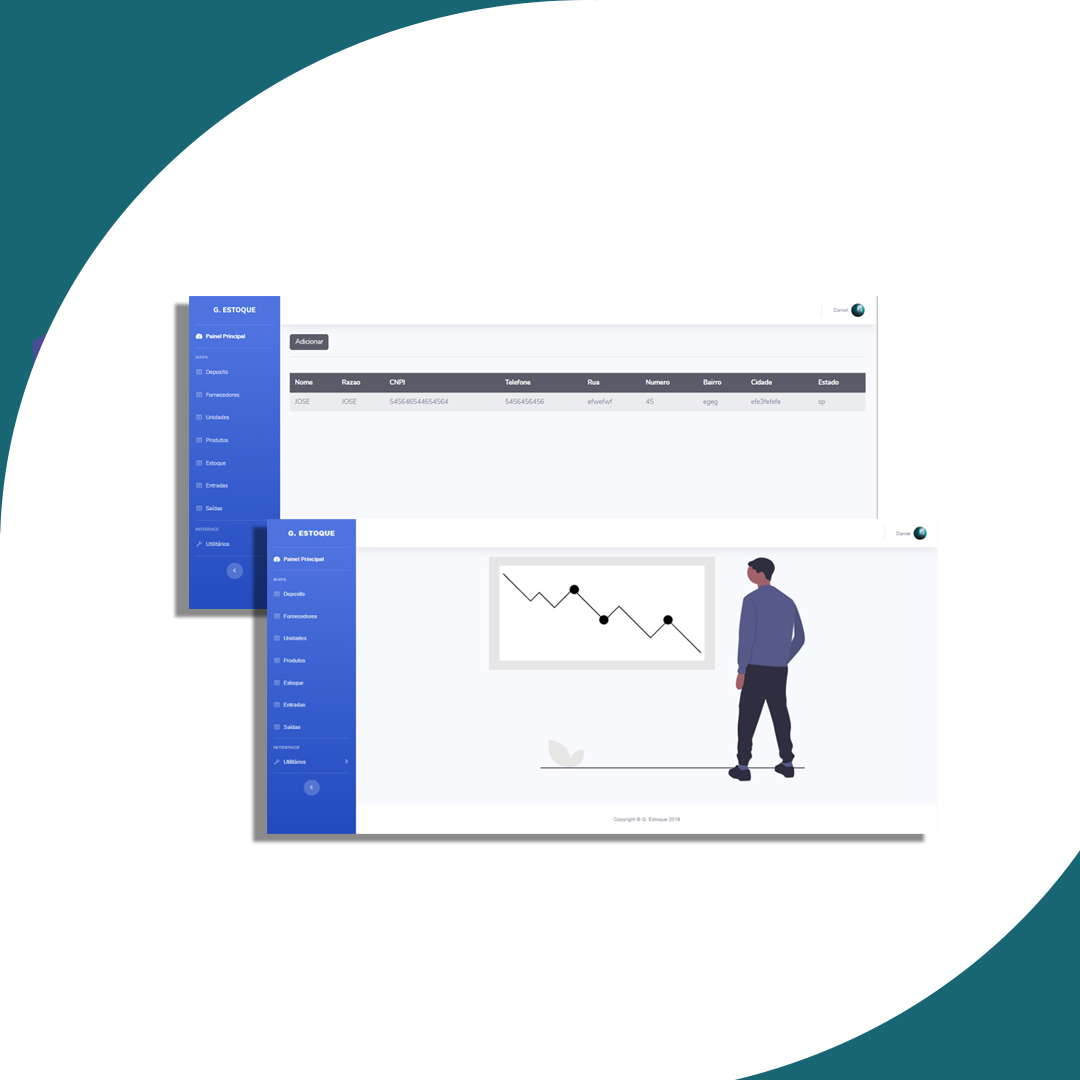 G. ESTOQUE
Daniel
Painel Principal
Adicionar
MAPA
Deposito
Nome Razao CNPJ Telefone Rua Numero Bairro Cidade Estado
Fornecedores
JOSE JOSE 545646544654564 5456456456 efwefwf 45 egeg efe3fefefe sp
Unidades
Produtos
Estoque
Entradas
Saídas
INTERFACE
Utilitários
G. ESTOQUE
Daniel
Painel Principal
MAPA
Deposito
Fornecedores
Unidades
Produtos
Estoque
Entradas
Saídas
INTERFACE
Utilitários
Copyright © G. Estoque 2019